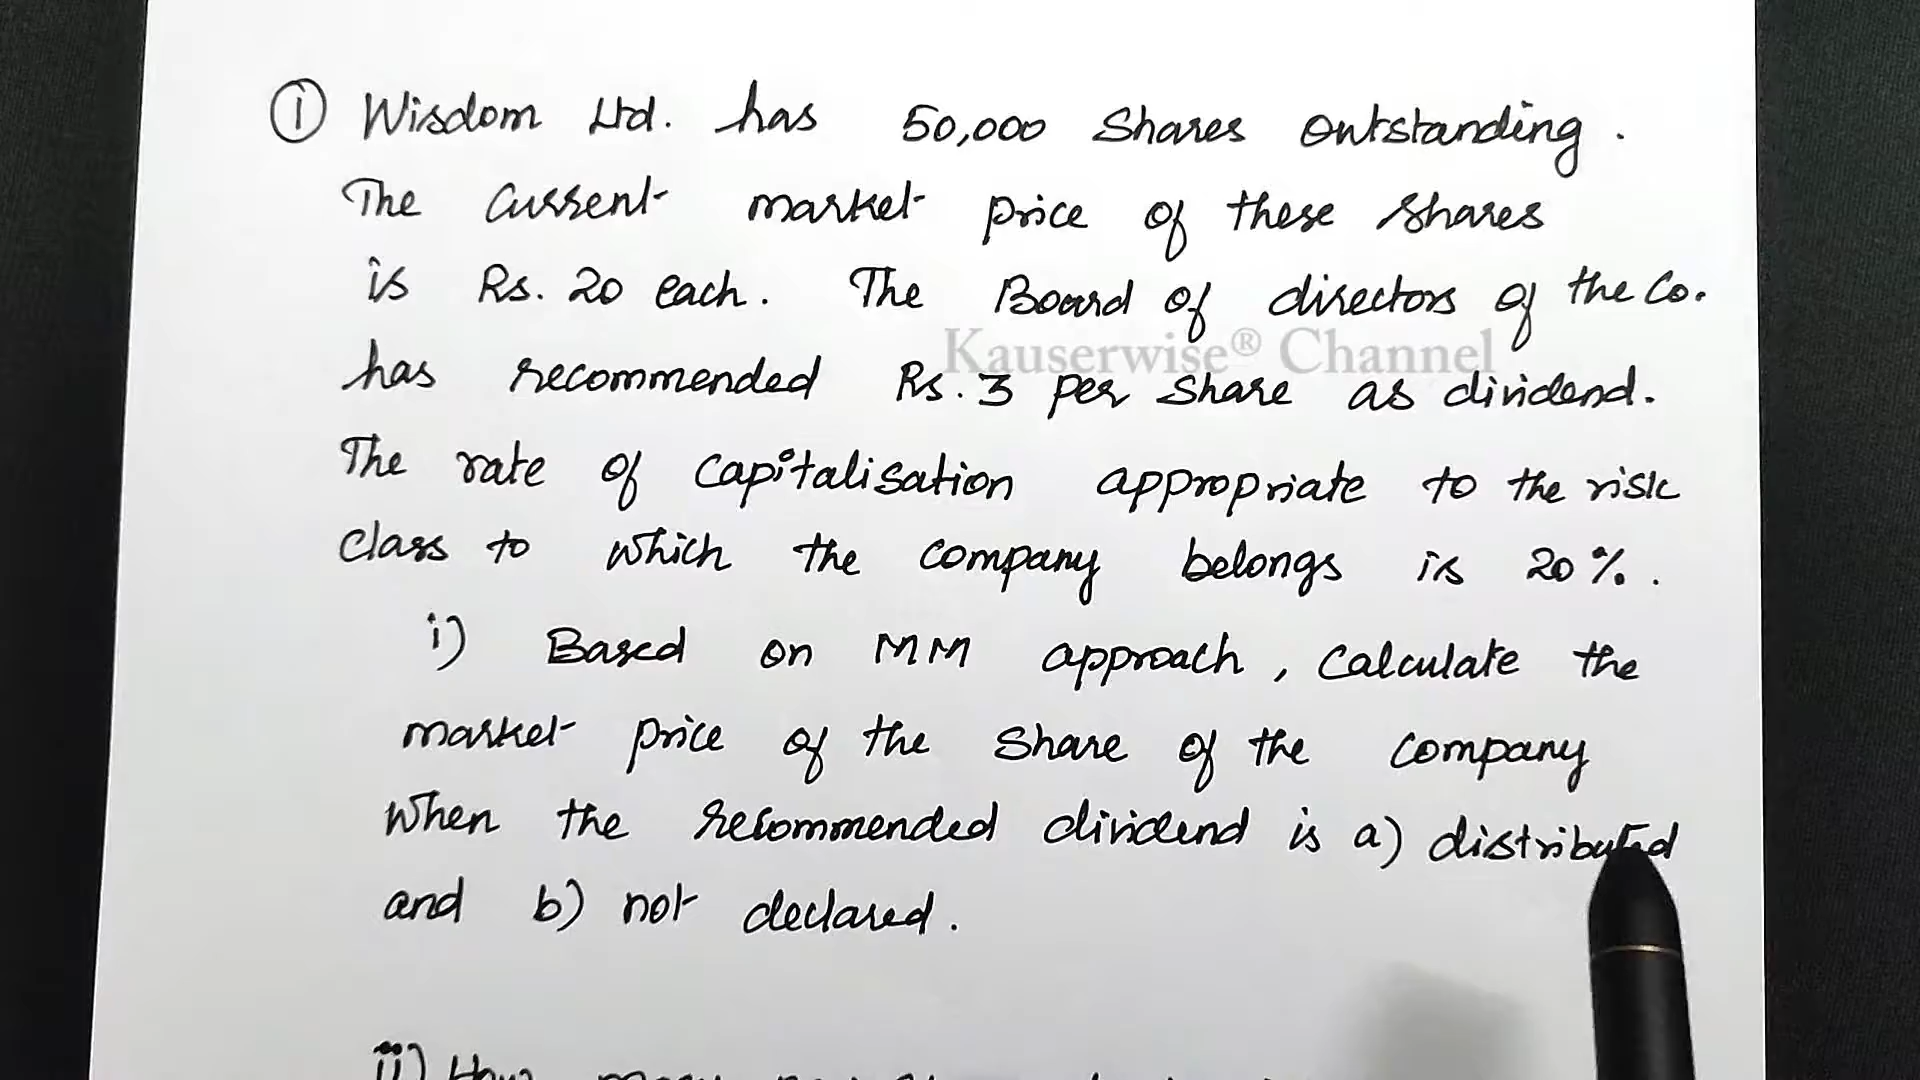 ① Wisdom Ltd. has 50,000 Shares outstanding.
The Current market price of these shares
is Rs. 20 each. The Board of directors of the Co.
Kauserwise® Channel
has recommended Rs. 3 per share as dividend.
The rate of Capitalisation appropriate to the risk
class to which the company belongs is 20%.
i) Based on MM approach, Calculate the
market price of the share of the company
when the recommended dividend is a) distributed
and b) not declared.
ii) How many